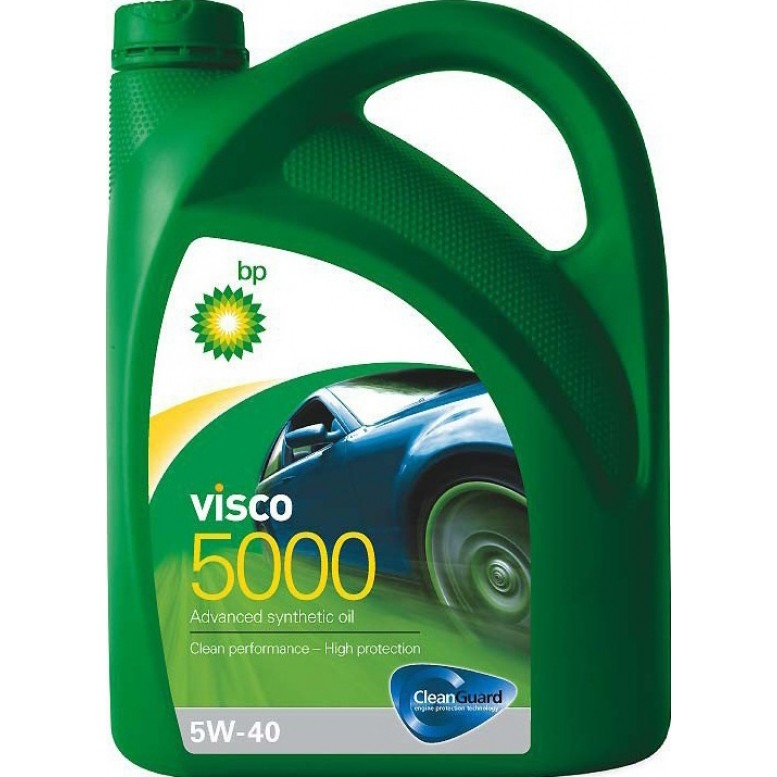 bp
visco
5000
Advanced synthetic oil
Clean performance – High protection
CleanGuard
engine protection technology
5W-40